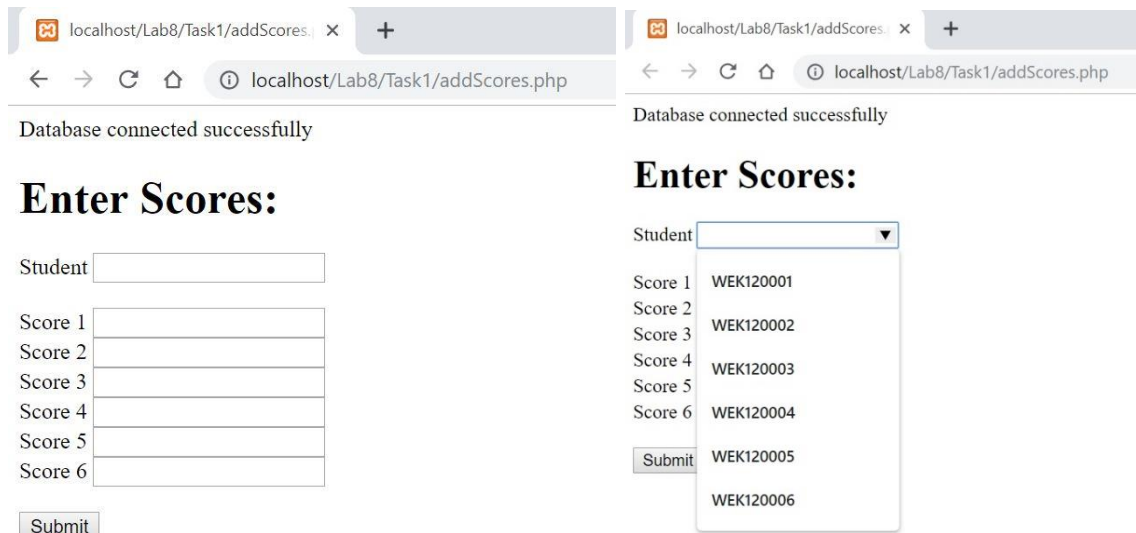 localhost/Lab8/Task1/addScores.
localhost/Lab8/Task1/addScores.php
Database connected successfully
Enter Scores:
Student
Score 1
Score 2
Score 3
Score 4
Score 5
Score 6
Submit
localhost/Lab8/Task1/addScores.
localhost/Lab8/Task1/addScores.php
Database connected successfully
Enter Scores:
Student
Score 1 WEK120001
Score 2
WEK120002
Score 3
WEK120003
Score 4
Score 5
Score 6 WEK120004
Submit WEK120005
WEK120006